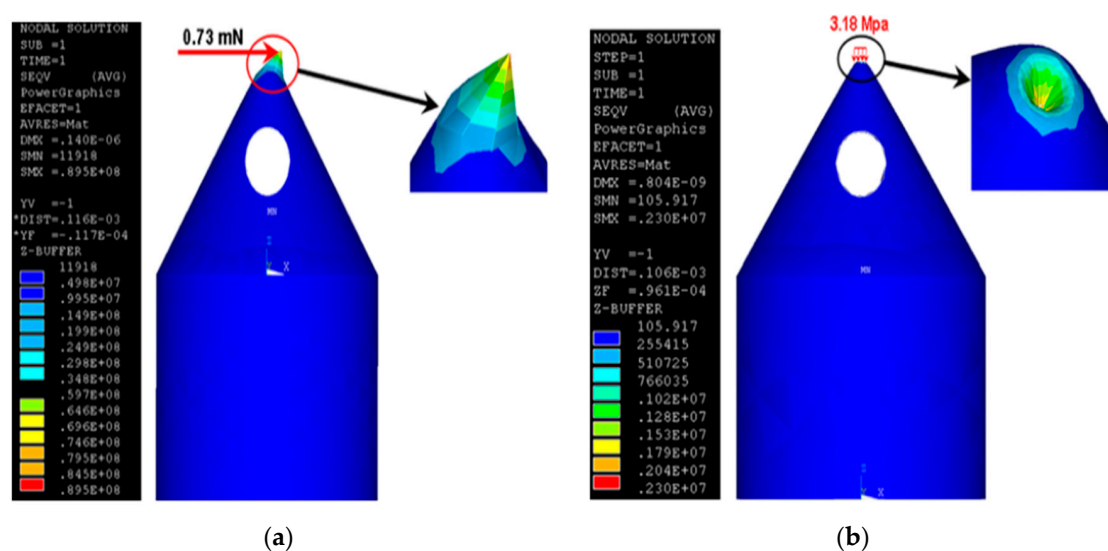 NODAL SOLUTION
SUB =1
TIME=1
SEQV (AVG)
PowerGraphics
EFACET=1
AVRES=Mat
DMX =.140E-06
SMN =11918
SMX =.895E+08
YV =-1
*DIST=.116E-03
*YF =-.117E-04
Z-BUFFER
11918
.498E+07
.995E+07
.149E+08
.199E+08
.249E+08
.298E+08
.348E+08
.597E+08
.646E+08
.696E+08
.746E+08
.795E+08
.845E+08
.895E+08
0.73 mN
MN
Z
Y X
(a)
NODAL SOLUTION
STEP=1
SUB =1
TIME=1
SEQV (AVG)
PowerGraphics
EFACET=1
AVRES=Mat
DMX =.804E-09
SMN =105.917
SMX =.230E+07
YV =-1
DIST=.106E-03
ZF =.961E-04
Z-BUFFER
105.917
255415
510725
766035
.102E+07
.128E+07
.153E+07
.179E+07
.204E+07
.230E+07
3.18 Mpa
MN
Z
Y X
(b)